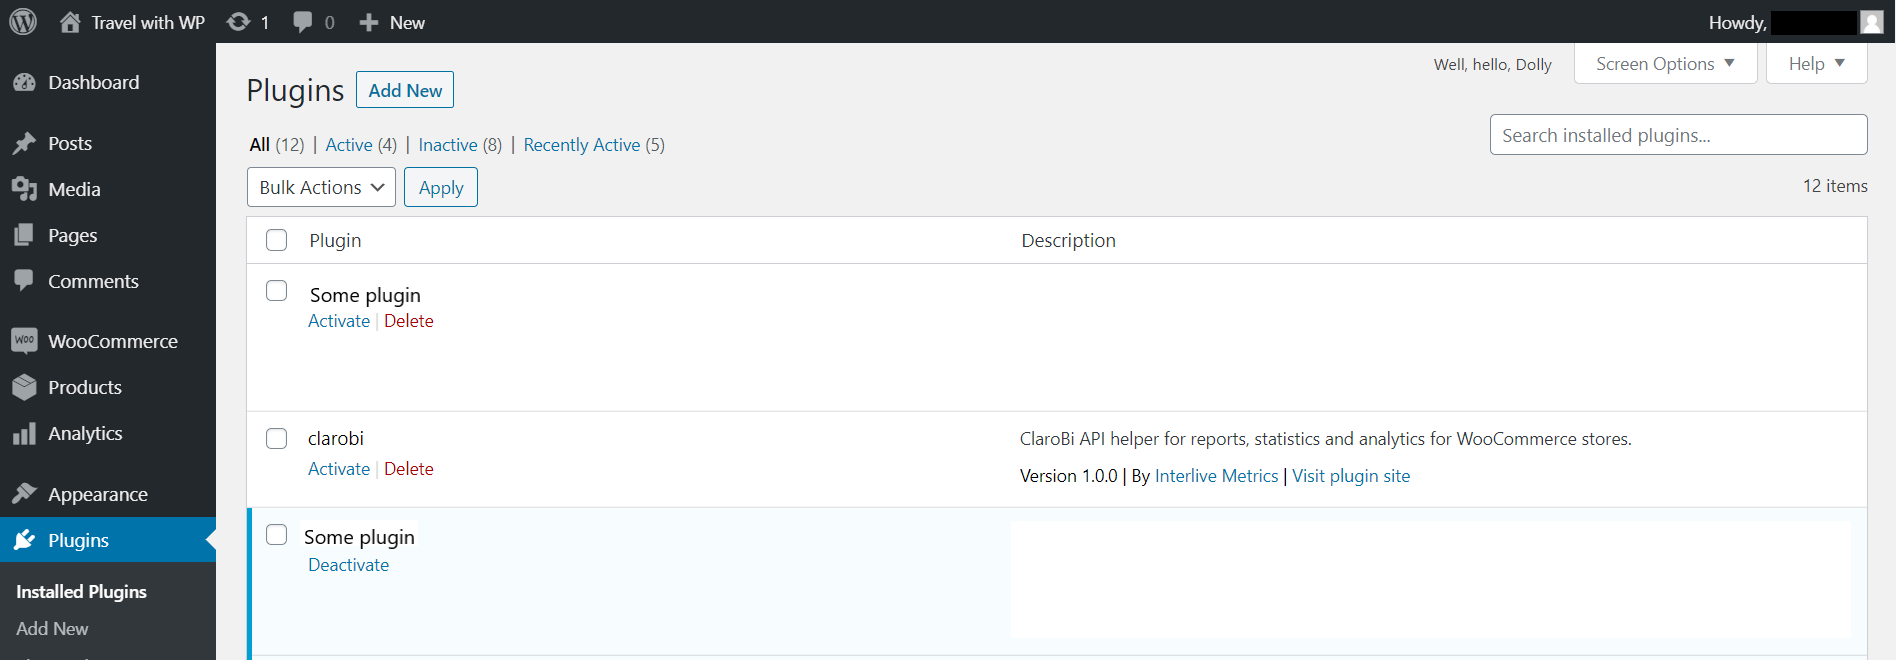 Travel with WP 1 0 + New Howdy,
Dashboard
Posts
Media
Pages
Comments
WOO WooCommerce
Products
Analytics
Appearance
Plugins
Installed Plugins
Add New
Well, hello, Dolly Screen Options Help
Plugins Add New
All (12) | Active (4) | Inactive (8) | Recently Active (5)
Search installed plugins...
Bulk Actions Apply
12 items
Plugin Description
Some plugin
Activate | Delete
clarobi ClaroBi API helper for reports, statistics and analytics for WooCommerce stores.
Activate | Delete Version 1.0.0 | By Interlive Metrics | Visit plugin site
Some plugin
Deactivate